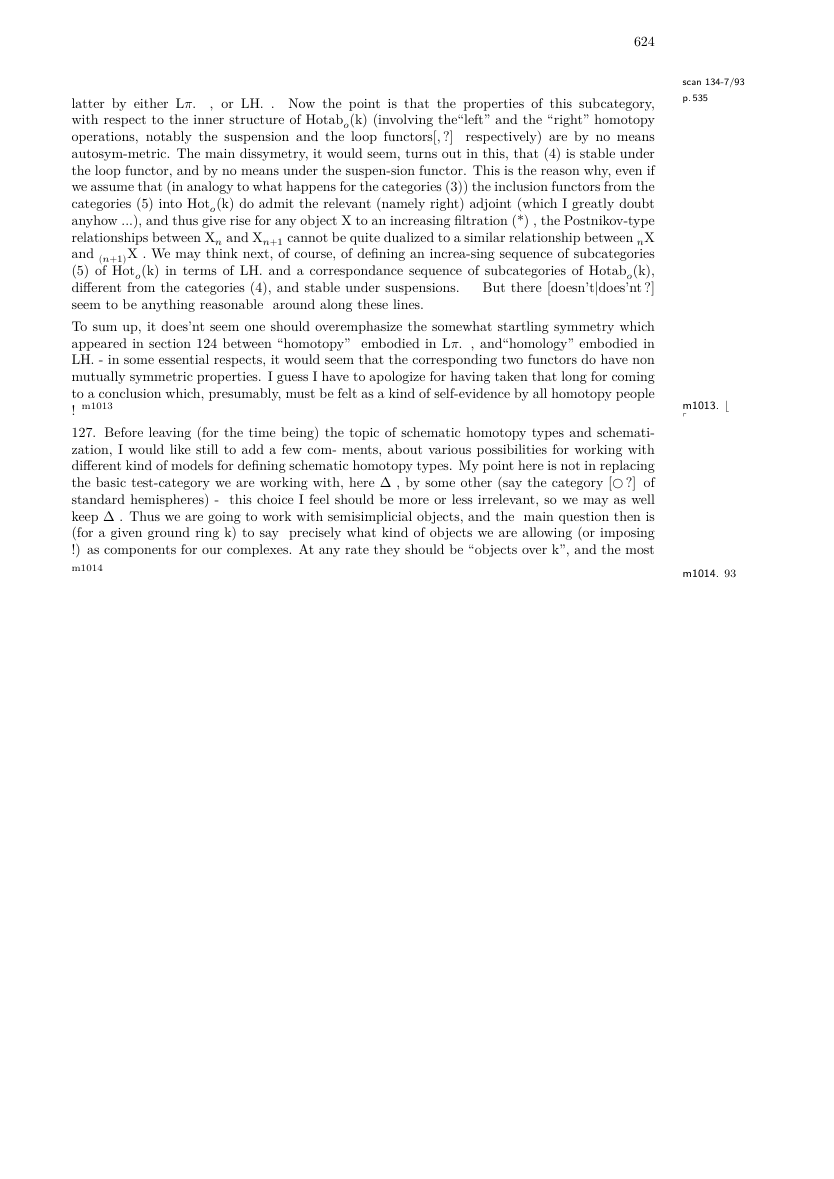 624
scan 134-7/93
p. 535
latter by either Lπ. , or LH. . Now the point is that the properties of this subcategory,
with respect to the inner structure of Hotabₒ(k) (involving the“left” and the “right” homotopy
operations, notably the suspension and the loop functors[, ?] respectively) are by no means
autosym-metric. The main dissymetry, it would seem, turns out in this, that (4) is stable under
the loop functor, and by no means under the suspen-sion functor. This is the reason why, even if
we assume that (in analogy to what happens for the categories (3)) the inclusion functors from the
categories (5) into Hotₒ(k) do admit the relevant (namely right) adjoint (which I greatly doubt
anyhow ...), and thus give rise for any object X to an increasing filtration (*) , the Postnikov-type
relationships between Xₙ and Xₙ₊₁ cannot be quite dualized to a similar relationship between ₙX
and ₍ₙ₊₁₎X . We may think next, of course, of defining an increa-sing sequence of subcategories
(5) of Hotₒ(k) in terms of LH. and a correspondance sequence of subcategories of Hotabₒ(k),
different from the categories (4), and stable under suspensions. But there [doesn't|does'nt ?]
seem to be anything reasonable around along these lines.
To sum up, it does'nt seem one should overemphasize the somewhat startling symmetry which
appeared in section 124 between “homotopy” embodied in Lπ. , and“homology” embodied in
LH. - in some essential respects, it would seem that the corresponding two functors do have non
mutually symmetric properties. I guess I have to apologize for having taken that long for coming
to a conclusion which, presumably, must be felt as a kind of self-evidence by all homotopy people
! m1013
m1013. ⌊
⌜
127. Before leaving (for the time being) the topic of schematic homotopy types and schemati-
zation, I would like still to add a few com- ments, about various possibilities for working with
different kind of models for defining schematic homotopy types. My point here is not in replacing
the basic test-category we are working with, here Δ , by some other (say the category [○ ?] of
standard hemispheres) - this choice I feel should be more or less irrelevant, so we may as well
keep Δ . Thus we are going to work with semisimplicial objects, and the main question then is
(for a given ground ring k) to say precisely what kind of objects we are allowing (or imposing
!) as components for our complexes. At any rate they should be “objects over k”, and the most
m1014
m1014. 93